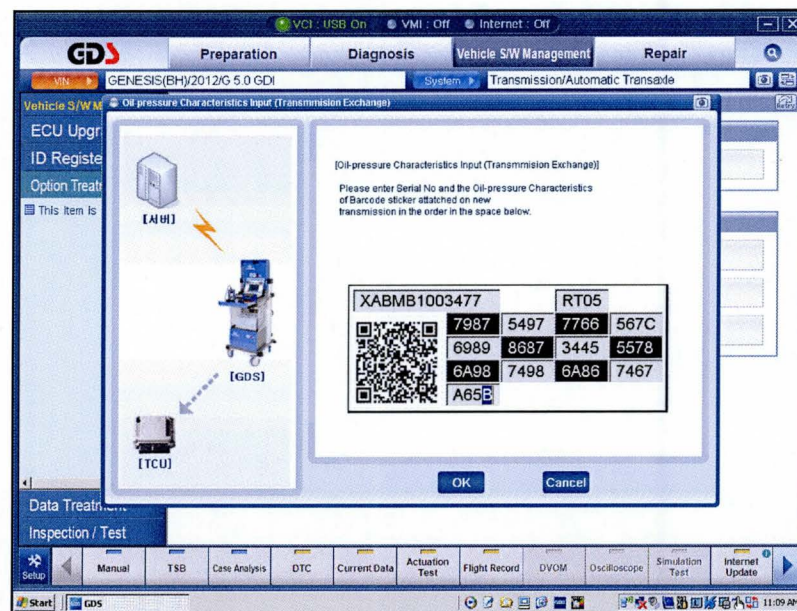 VCI : USB On VMI : Off Internet : Off
GDS Preparation Diagnosis Vehicle S/W Management Repair
VIN GENESIS(BH)/2012/G 5.0 GDI System Transmission/Automatic Transaxle
Vehicle S/W M
Oil-pressure Characteristics Input (Transmmision Exchange)
Retry
ECU Upgr
ID Registe
Option Treatm
This item is
[서버]
[GDS]
[TCU]
[Oil-pressure Characteristics Input (Transmmision Exchange)]
Please enter Serial No and the Oil-pressure Characteristics
of Barcode sticker attatched on new
transmission in the order in the space below.
XABMB1003477 RT05
7987 5497 7766 567C
6989 8687 3445 5578
6A98 7498 6A86 7467
A65B
OK Cancel
Data Treatment
Inspection / Test
Setup Manual TSB Case Analysis DTC Current Data Actuation Test Flight Record DVOM Oscilloscope Simulation Test Internet Update
Start GDS 11:09 AM